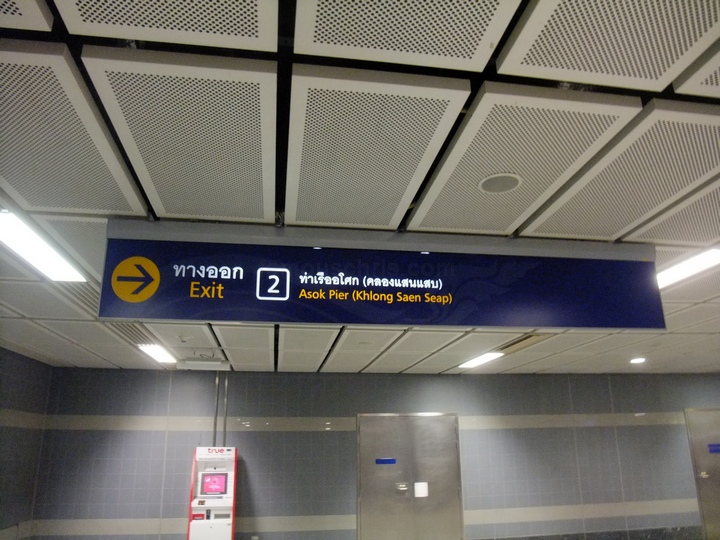 ทางออก
Exit
2
ท่าเรืออโศก (คลองแสนแสบ)
Asok Pier (Khlong Saen Seap)
true